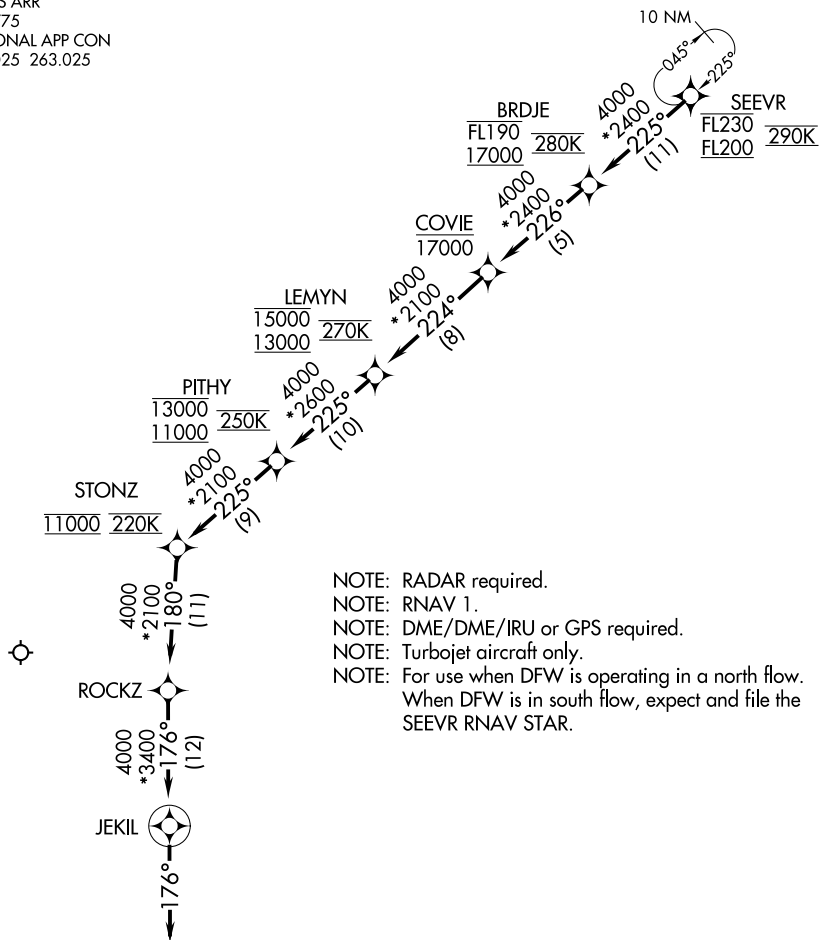 S ARR
775
ONAL APP CON
025 263.025
10 NM
045°
225°
SEEVR
FL230
FL200
290K
4000
*2400
225°
(11)
BRDJE
FL190
17000
280K
4000
*2400
226°
(5)
COVIE
17000
4000
*2100
224°
(8)
LEMYN
15000
13000
270K
4000
*2600
225°
(10)
PITHY
13000
11000
250K
4000
*2100
225°
(9)
STONZ
11000 220K
4000
*2100
180°
(11)
ROCKZ
4000
*3400
176°
(12)
JEKIL
176°
NOTE: RADAR required.
NOTE: RNAV 1.
NOTE: DME/DME/IRU or GPS required.
NOTE: Turbojet aircraft only.
NOTE: For use when DFW is operating in a north flow.
When DFW is in south flow, expect and file the
SEEVR RNAV STAR.